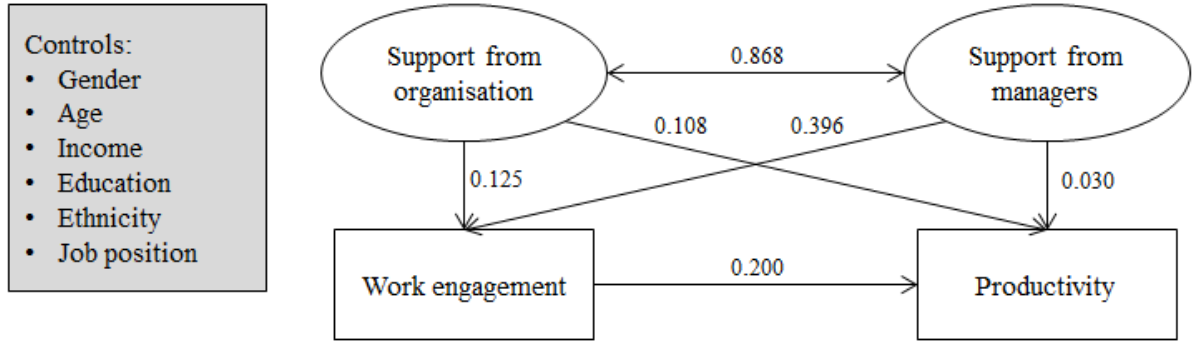 Controls:
• Gender
• Age
• Income
• Education
• Ethnicity
• Job position
Support from
organisation
0.868
Support from
managers
0.108
0.396
0.125
0.030
Work engagement
0.200
Productivity